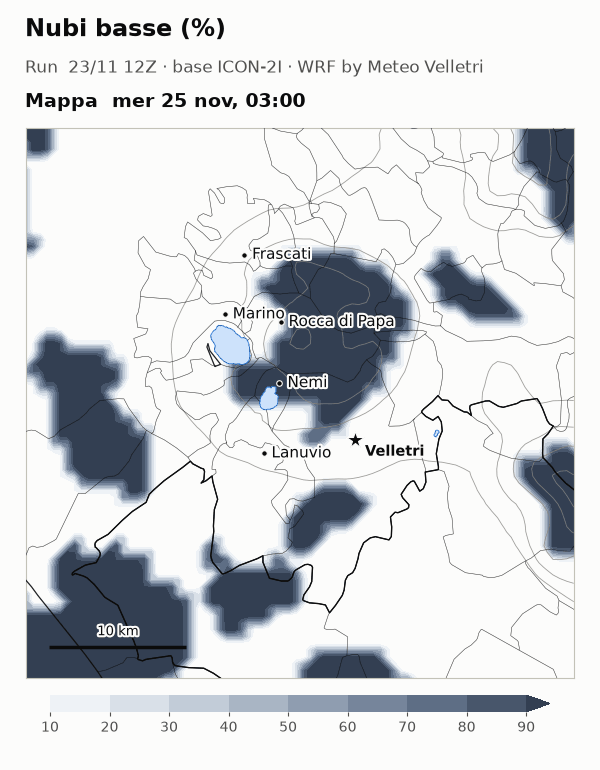 Nubi basse (%)
Run  23/11 12Z · base ICON-2I · WRF by Meteo Velletri
Mappa  mer 25 nov, 03:00
Frascati
Marino
Rocca di Papa
Nemi
Velletri
Lanuvio
10 km
10 20 30 40 50 60 70 80 90